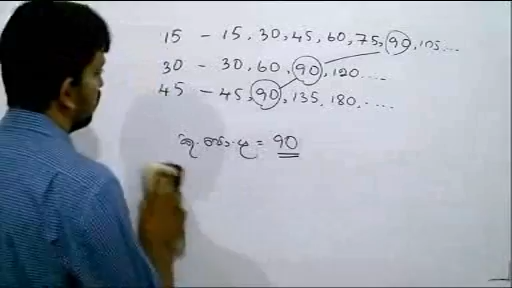 15 – 15, 30, 45, 60, 75, 90, 105....
30 – 30, 60, 90, 120....
45 – 45, 90, 135, 180, ....
ല.സാ.ഗു = 90